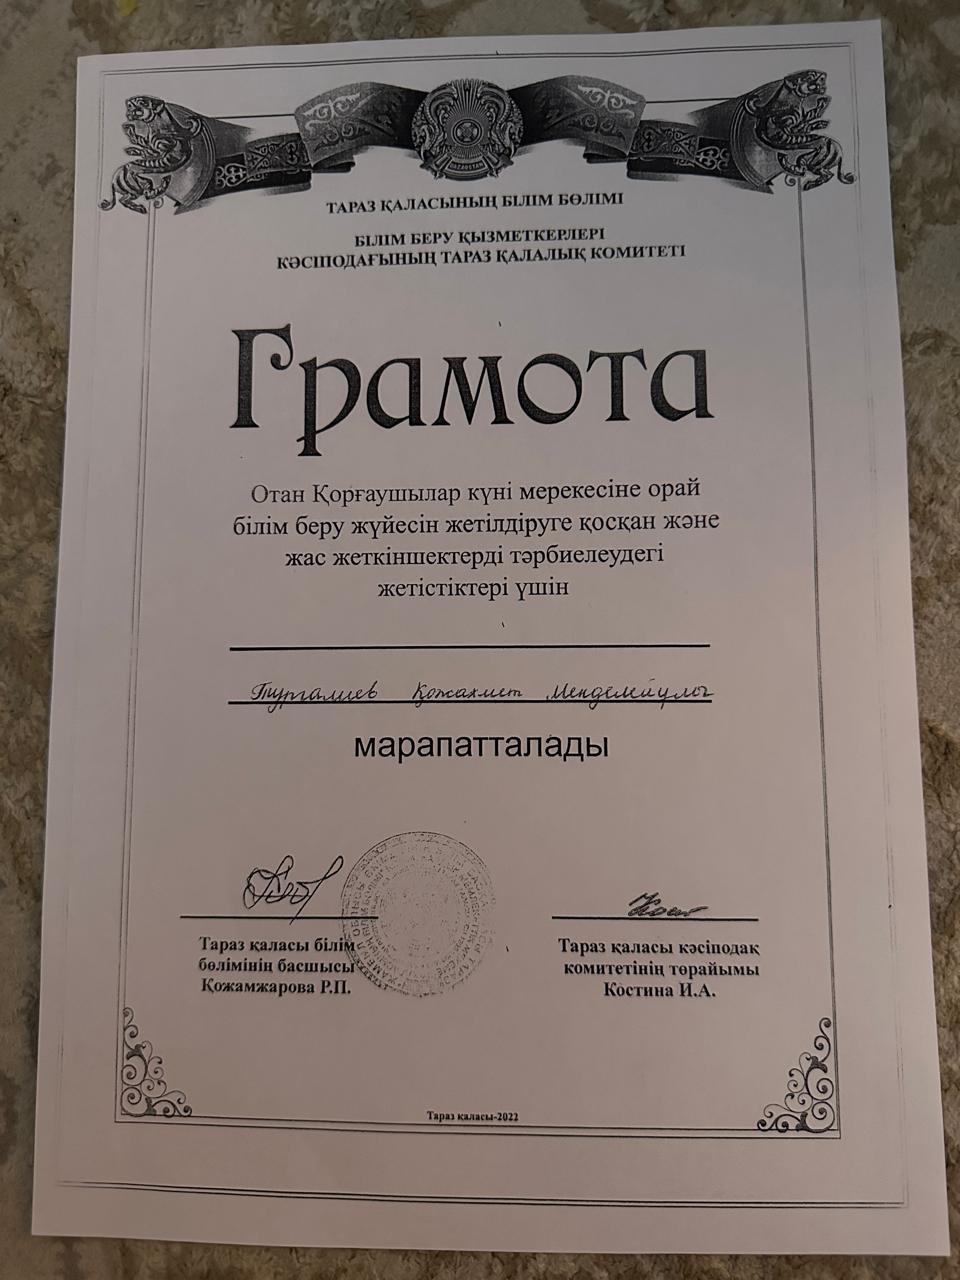 ҚАЗАҚСТАН
ТАРАЗ ҚАЛАСЫНЫҢ БІЛІМ БӨЛІМІ
БІЛІМ БЕРУ ҚЫЗМЕТКЕРЛЕРІ
КӘСІПОДАҒЫНЫҢ ТАРАЗ ҚАЛАЛЫҚ КОМИТЕТІ
Грамота
Отан Қорғаушылар күні мерекесіне орай
білім беру жүйесін жетілдіруге қосқан және
жас жеткіншектерді тәрбиелеудегі
жетістіктері үшін
Тургалиев Қожахмет Менделейұлы
марапатталады
Тараз қаласы білім
бөлімінің басшысы
Қожамжарова Р.П.
Тараз қаласы кәсіподақ
комитетінің төрайымы
Костина И.А.
Тараз қаласы-2022